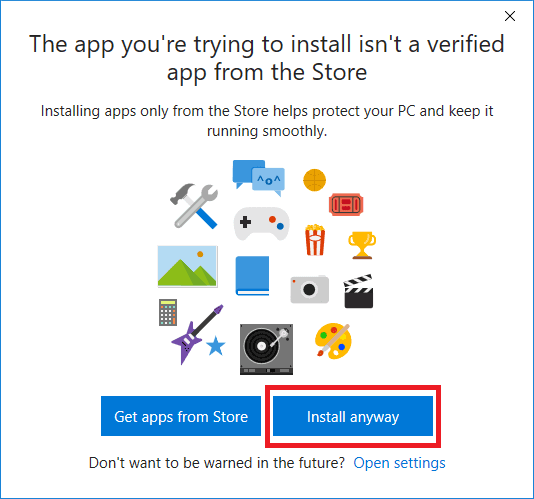 The app you're trying to install isn't a verified
app from the Store
Installing apps only from the Store helps protect your PC and keep it
running smoothly.
^o^
Get apps from Store
Install anyway
Don't want to be warned in the future? Open settings